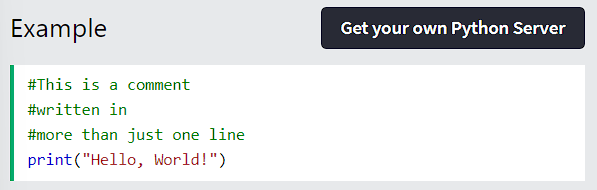 Example
Get your own Python Server
#This is a comment
#written in
#more than just one line
print("Hello, World!")